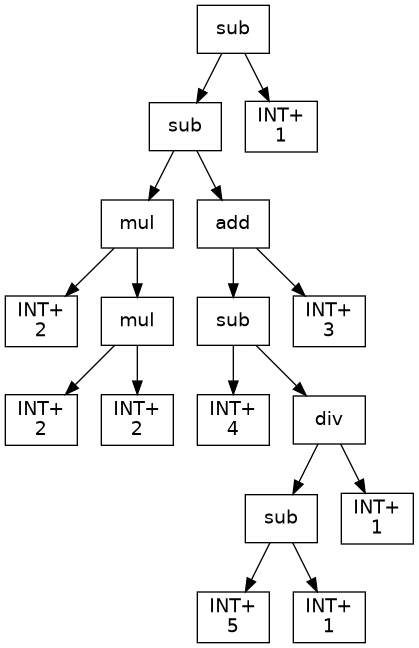 sub
sub
INT+
1
mul
add
INT+
2
mul
sub
INT+
3
INT+
2
INT+
2
INT+
4
div
sub
INT+
1
INT+
5
INT+
1